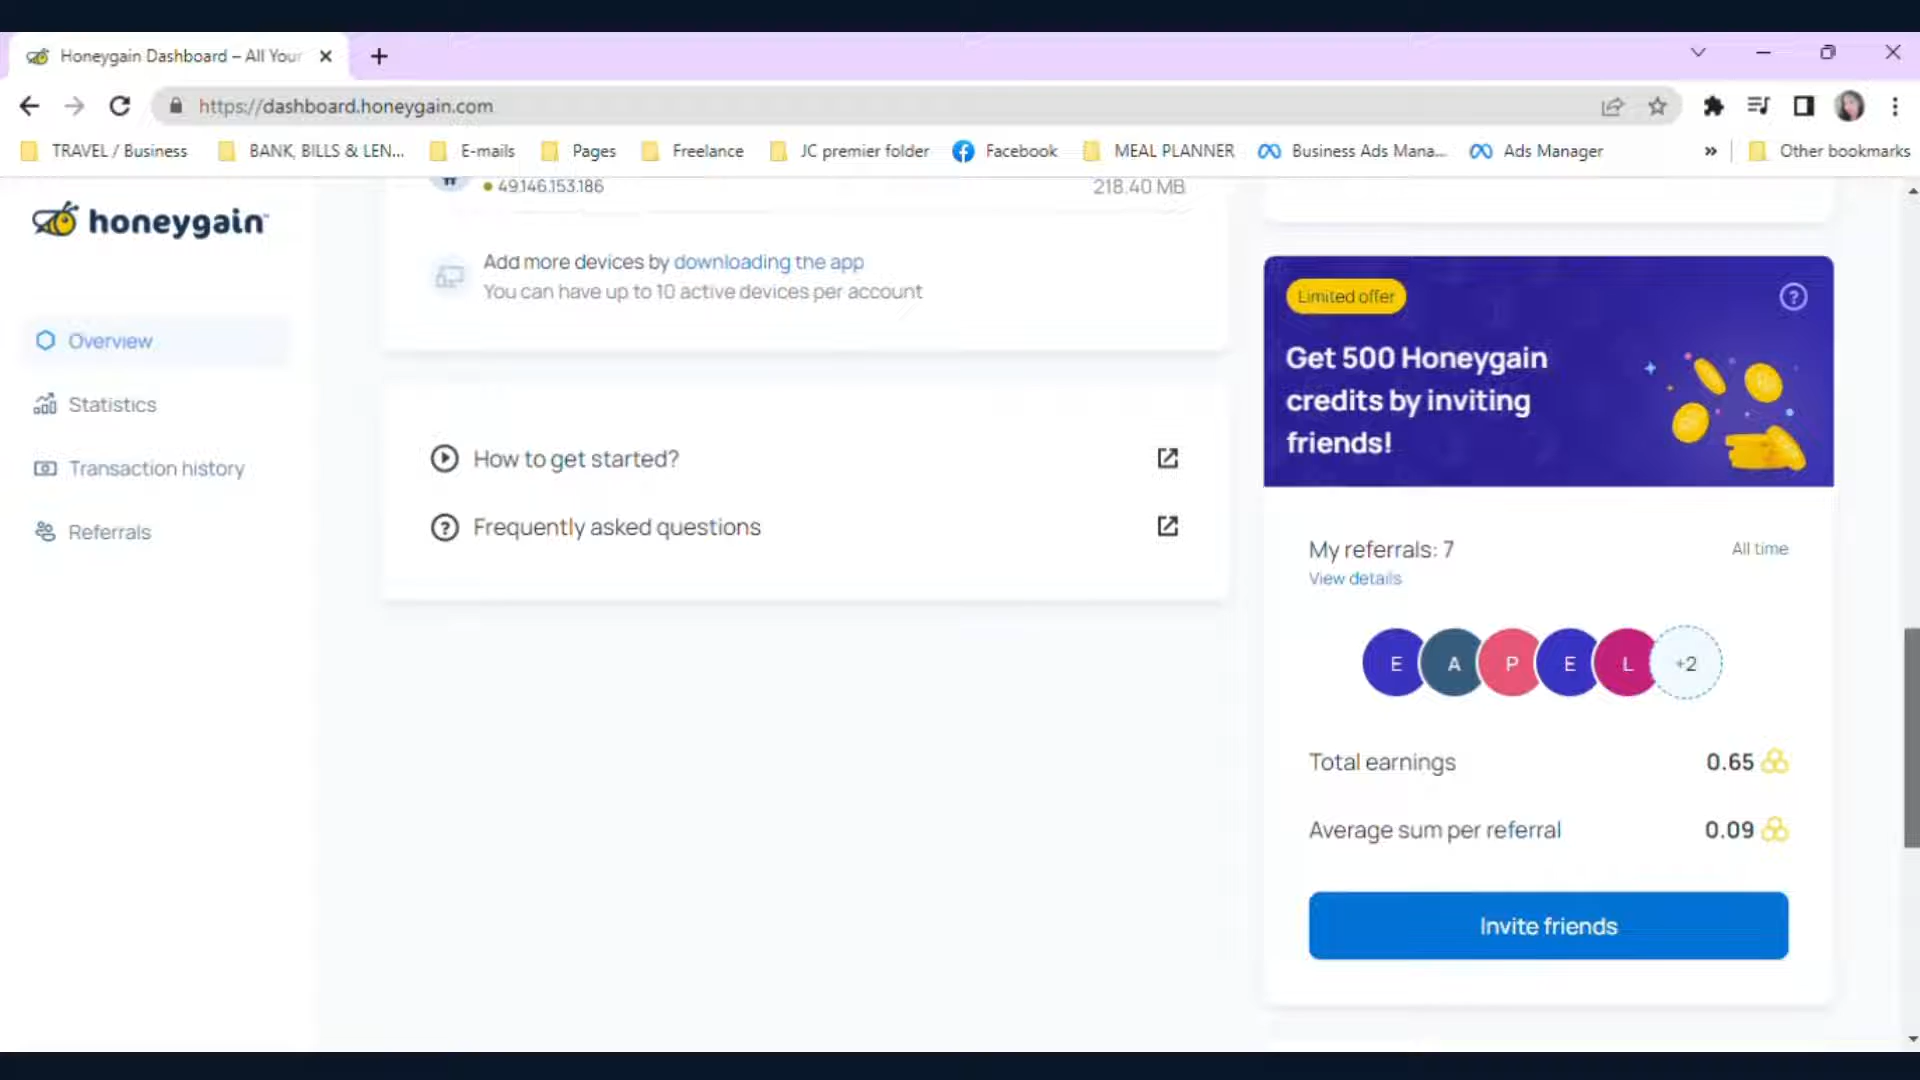 Honeygain Dashboard – All Your
https://dashboard.honeygain.com
TRAVEL / Business
BANK, BILLS & LEN...
E-mails
Pages
Freelance
JC premier folder
Facebook
MEAL PLANNER
Business Ads Mana...
Ads Manager
Other bookmarks
honeygain
Overview
Statistics
Transaction history
Referrals
49.146.153.186
218.40 MB
Add more devices by downloading the app
You can have up to 10 active devices per account
How to get started?
Frequently asked questions
Limited offer
Get 500 Honeygain
credits by inviting
friends!
My referrals: 7
All time
View details
E A P E L +2
Total earnings
0.65
Average sum per referral
0.09
Invite friends